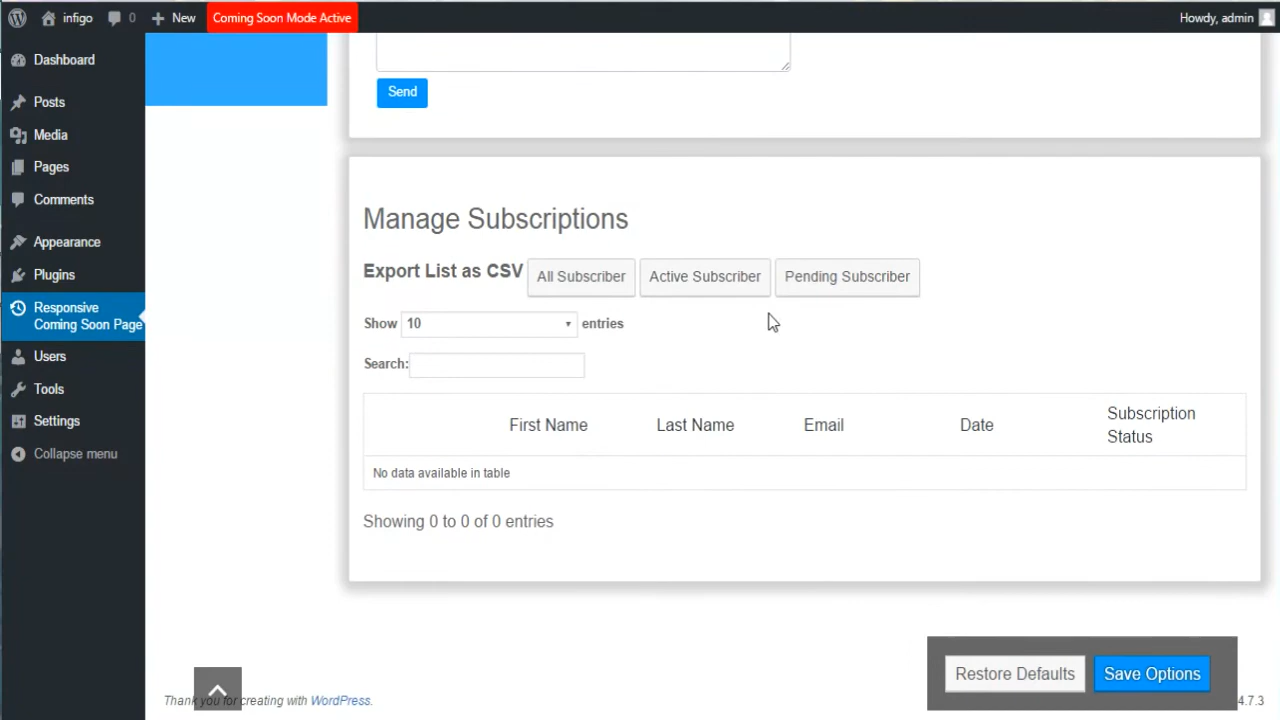 infigo 0 New Coming Soon Mode Active Howdy, admin
Dashboard
Posts
Media
Pages
Comments
Appearance
Plugins
Responsive
Coming Soon Page
Users
Tools
Settings
Collapse menu
Send
Manage Subscriptions
Export List as CSV All Subscriber Active Subscriber Pending Subscriber
Show 10 entries
Search:
First Name Last Name Email Date Subscription Status
No data available in table
Showing 0 to 0 of 0 entries
Restore Defaults Save Options
Thank you for creating with WordPress. 4.7.3